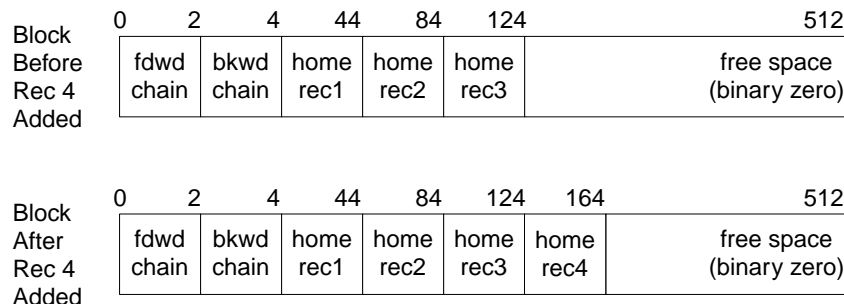 0 2 4 44 84 124 512
Block
Before
Rec 4
Added
fdwd bkwd home home home free space
chain chain rec1 rec2 rec3 (binary zero)
0 2 4 44 84 124 164 512
Block
After
Rec 4
Added
fdwd bkwd home home home home free space
chain chain rec1 rec2 rec3 rec4 (binary zero)